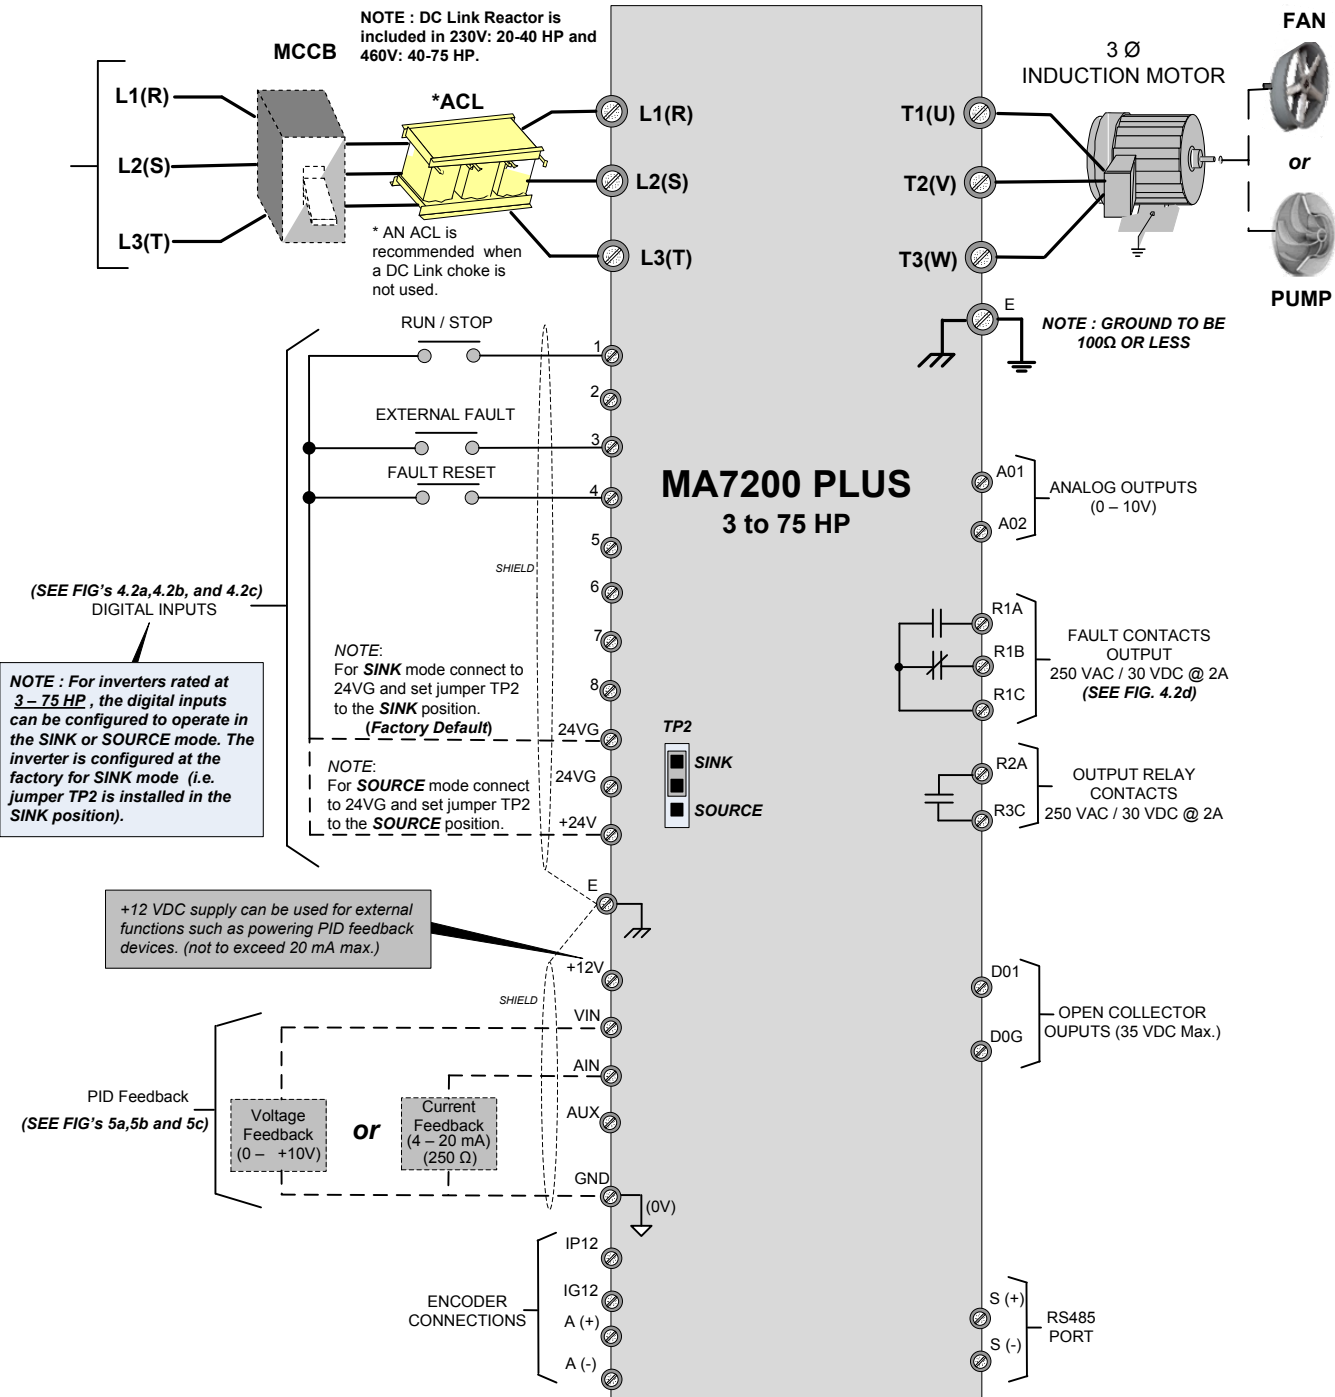 NOTE : DC Link Reactor is
included in 230V: 20-40 HP and
460V: 40-75 HP.
MCCB
L1(R)
L2(S)
L3(T)
*ACL
* AN ACL is
recommended when
a DC Link choke is
not used.
L1(R)
L2(S)
L3(T)
T1(U)
T2(V)
T3(W)
3 Ø
INDUCTION MOTOR
FAN
or
PUMP
E
NOTE : GROUND TO BE
100Ω OR LESS
RUN / STOP
1
2
EXTERNAL FAULT
3
FAULT RESET
4
5
SHIELD
6
7
8
MA7200 PLUS
3 to 75 HP
(SEE FIG's 4.2a,4.2b, and 4.2c)
DIGITAL INPUTS
NOTE : For inverters rated at
3 – 75 HP , the digital inputs
can be configured to operate in
the SINK or SOURCE mode. The
inverter is configured at the
factory for SINK mode (i.e.
jumper TP2 is installed in the
SINK position).
NOTE:
For SINK mode connect to
24VG and set jumper TP2
to the SINK position.
(Factory Default)
24VG
NOTE:
For SOURCE mode connect
to 24VG and set jumper TP2
to the SOURCE position.
24VG
+24V
TP2
SINK
SOURCE
A01
A02
ANALOG OUTPUTS
(0 – 10V)
R1A
R1B
R1C
FAULT CONTACTS
OUTPUT
250 VAC / 30 VDC @ 2A
(SEE FIG. 4.2d)
R2A
R3C
OUTPUT RELAY
CONTACTS
250 VAC / 30 VDC @ 2A
E
+12 VDC supply can be used for external
functions such as powering PID feedback
devices. (not to exceed 20 mA max.)
+12V
SHIELD
VIN
AIN
AUX
GND
(0V)
PID Feedback
(SEE FIG's 5a,5b and 5c)
Voltage
Feedback
(0 – +10V)
or
Current
Feedback
(4 – 20 mA)
(250 Ω)
D01
D0G
OPEN COLLECTOR
OUPUTS (35 VDC Max.)
IP12
IG12
A (+)
A (-)
ENCODER
CONNECTIONS
S (+)
S (-)
RS485
PORT